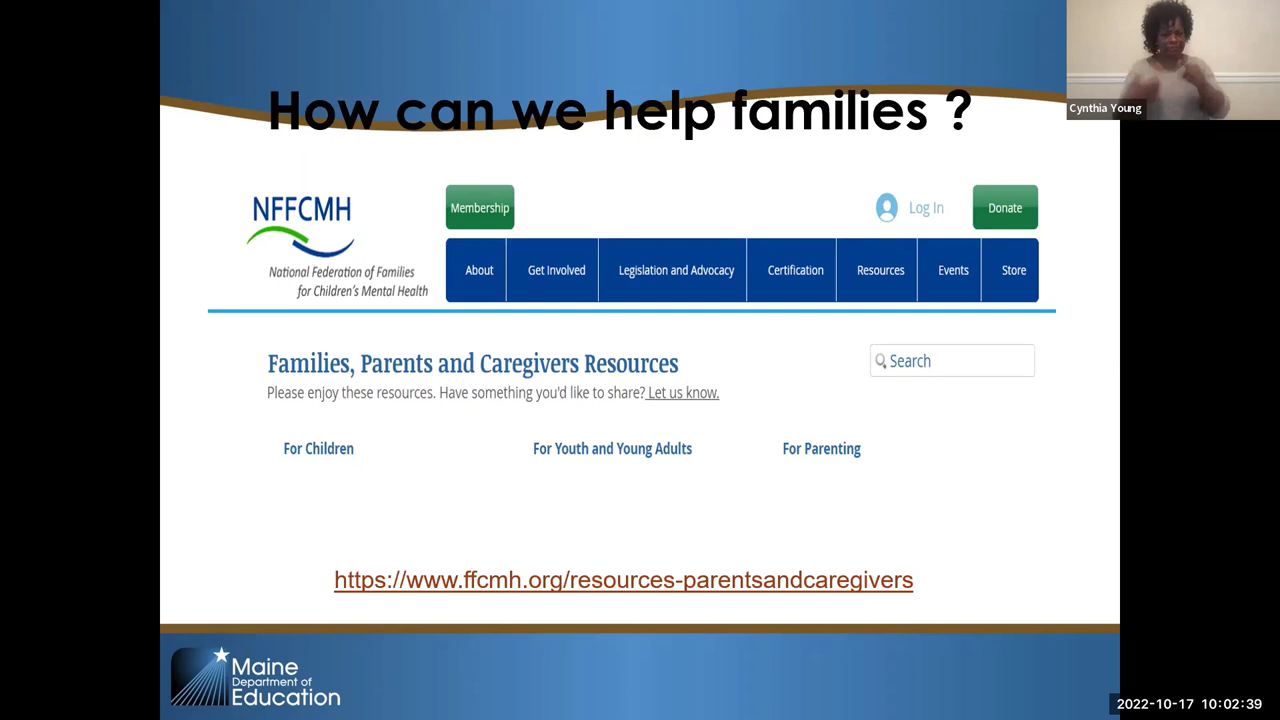 How can we help families ?
Cynthia Young
NFFCMH
National Federation of Families
for Children's Mental Health
Membership
Log In
Donate
About
Get Involved
Legislation and Advocacy
Certification
Resources
Events
Store
Families, Parents and Caregivers Resources
Search
Please enjoy these resources. Have something you'd like to share? Let us know.
For Children
For Youth and Young Adults
For Parenting
https://www.ffcmh.org/resources-parentsandcaregivers
Maine
Department of
Education
2022-10-17 10:02:39